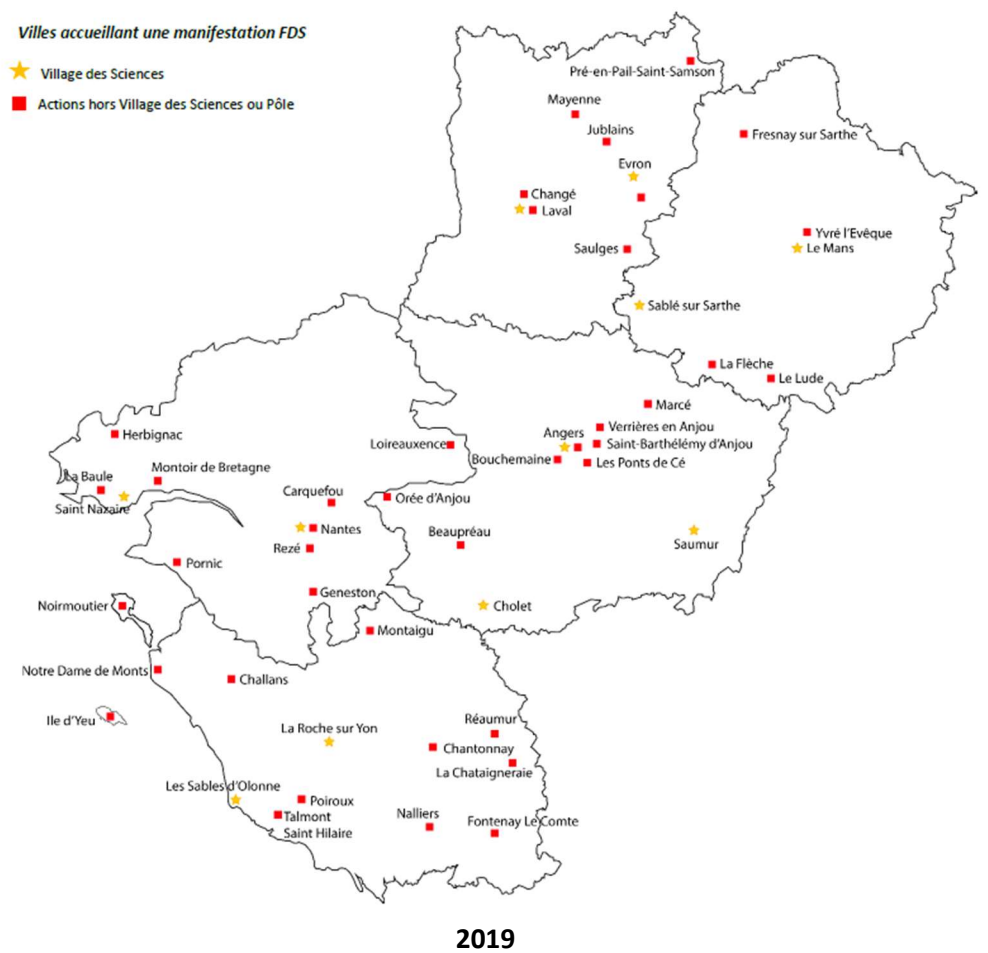 Villes accueillant une manifestation FDS
Village des Sciences
Actions hors Village des Sciences ou Pôle
Pré-en-Pail-Saint-Samson
Mayenne
Jublains
Fresnay sur Sarthe
Evron
Changé
Laval
Yvré l'Evêque
Saulges
Le Mans
Sablé sur Sarthe
La Flèche
Le Lude
Marcé
Verrières en Anjou
Herbignac
Angers
Loireauxence
Saint-Barthélémy d'Anjou
Bouchemaine
Les Ponts de Cé
Montoir de Bretagne
La Baule
Carquefou
Orée d'Anjou
Saint Nazaire
Nantes
Beaupréau
Saumur
Rezé
Pornic
Geneston
Noirmoutier
Cholet
Montaigu
Notre Dame de Monts
Challans
Ile d'Yeu
Réaumur
La Roche sur Yon
Chantonnay
La Chataigneraie
Les Sables d'Olonne
Poiroux
Talmont
Saint Hilaire
Nalliers
Fontenay Le Comte
2019